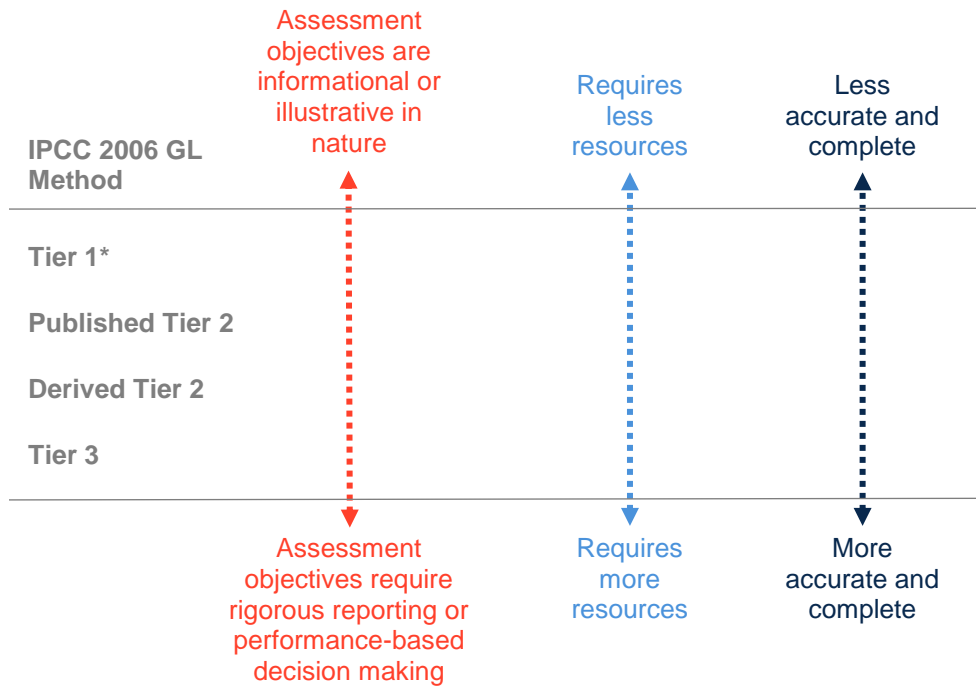 Assessment
objectives are
informational or
illustrative in
nature
Requires
less
resources
Less
accurate and
complete
IPCC 2006 GL
Method
Tier 1*
Published Tier 2
Derived Tier 2
Tier 3
Assessment
objectives require
rigorous reporting or
performance-based
decision making
Requires
more
resources
More
accurate and
complete